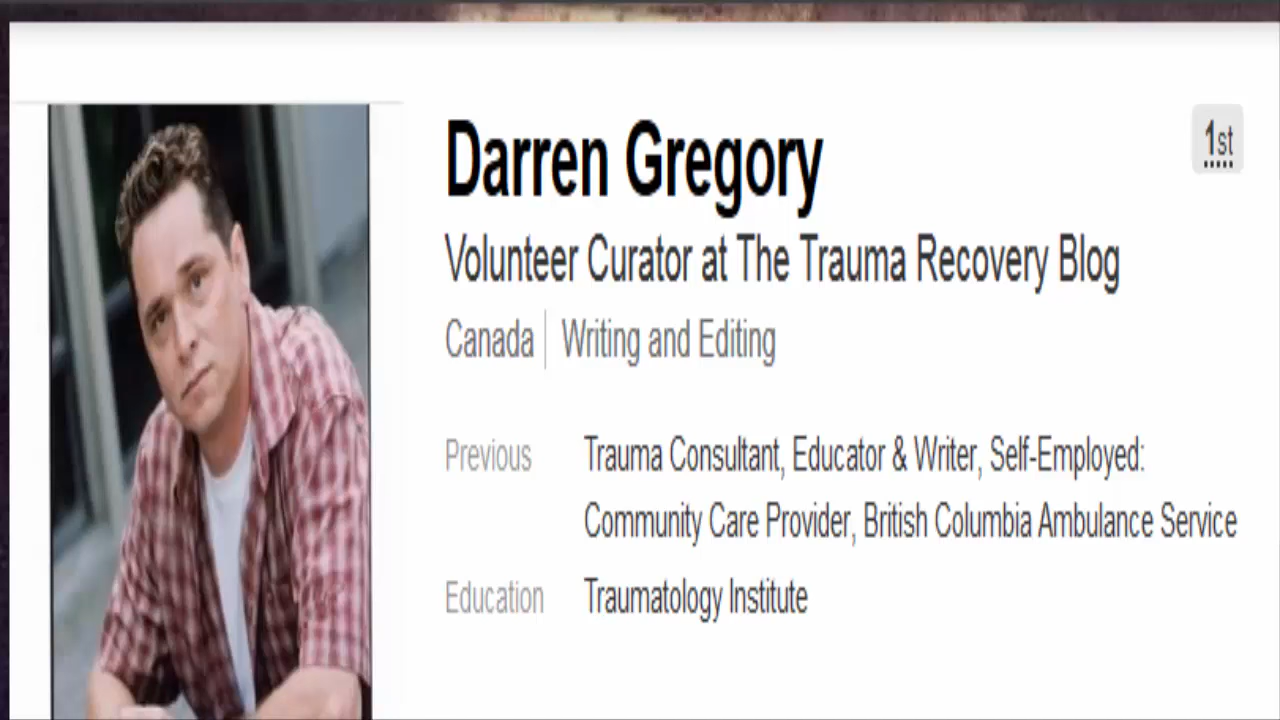 Darren Gregory
1st
Volunteer Curator at The Trauma Recovery Blog
Canada | Writing and Editing
Previous Trauma Consultant, Educator & Writer, Self-Employed:
Community Care Provider, British Columbia Ambulance Service
Education Traumatology Institute